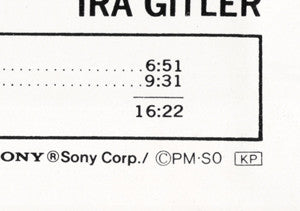 IRA GITLER
....................6:51
....................9:31
16:22
ONY ®Sony Corp./ ©PM·SO KP